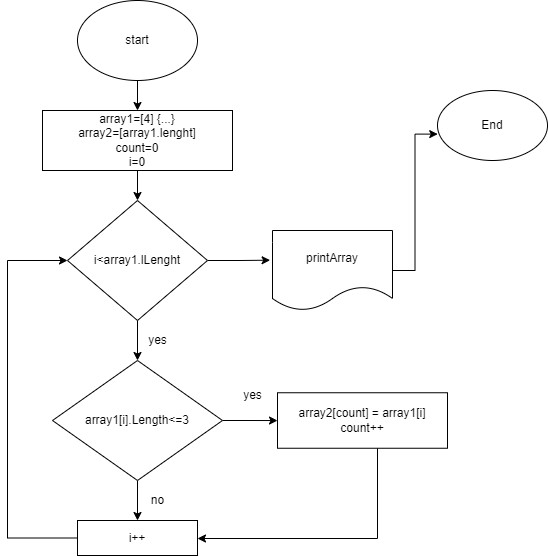 start
array1=[4] {...}
array2=[array1.lenght]
count=0
i=0
End
i<array1.lLenght
printArray
yes
yes
array1[i].Length<=3
array2[count] = array1[i]
count++
no
i++